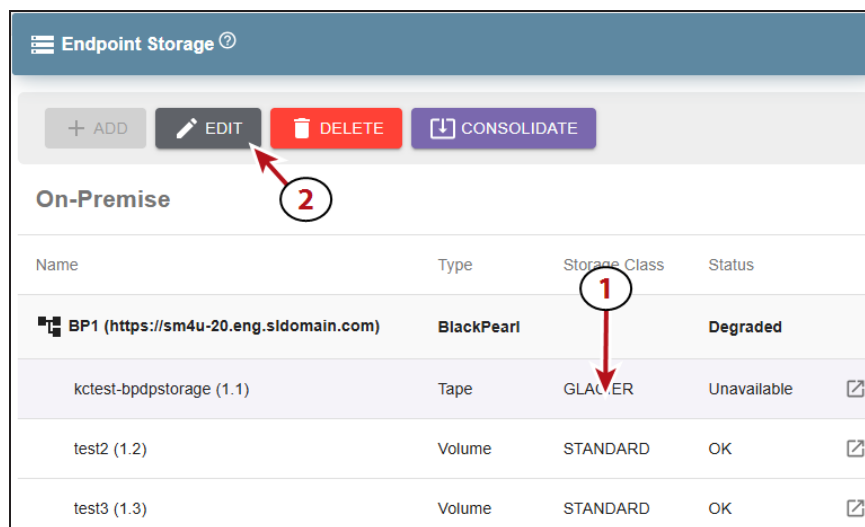 Endpoint Storage ?
+ ADD EDIT DELETE CONSOLIDATE
2
On-Premise
Name Type Storage Class Status
1
BP1 (https://sm4u-20.eng.sldomain.com) BlackPearl Degraded
kctest-bpdpstorage (1.1) Tape GLACIER Unavailable
test2 (1.2) Volume STANDARD OK
test3 (1.3) Volume STANDARD OK